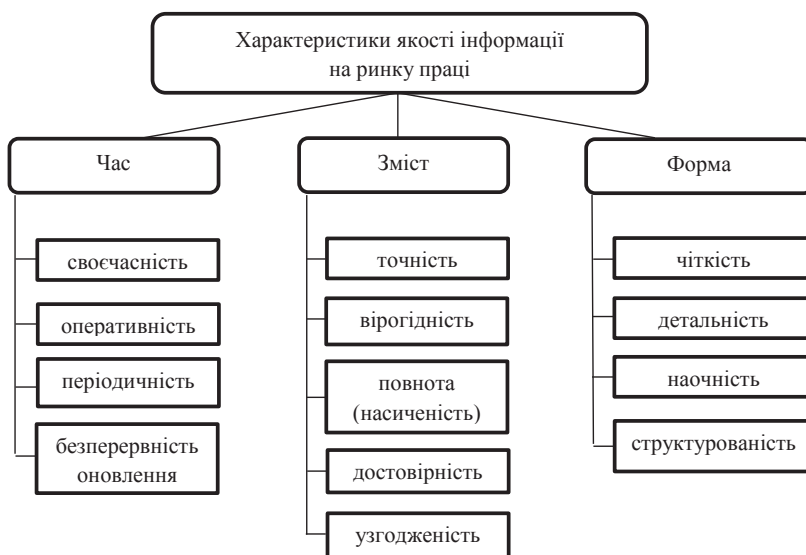 Характеристики якості інформації
на ринку праці
Час
своєчасність
оперативність
періодичність
безперервність
оновлення
Зміст
точність
вірогідність
повнота
(насиченість)
достовірність
узгодженість
Форма
чіткість
детальність
наочність
структурованість